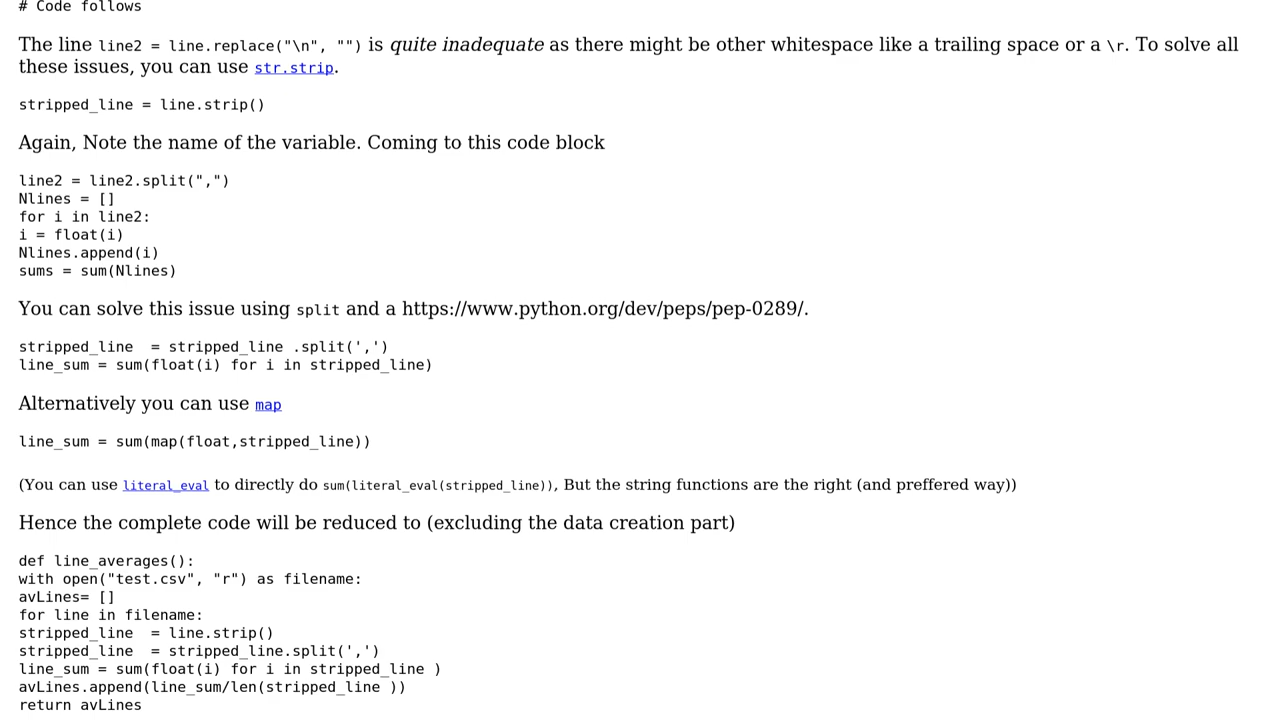 # Code follows
The line line2 = line.replace("\n", "") is quite inadequate as there might be other whitespace like a trailing space or a \r. To solve all
these issues, you can use str.strip.
stripped_line = line.strip()
Again, Note the name of the variable. Coming to this code block
line2 = line2.split(",")
Nlines = []
for i in line2:
i = float(i)
Nlines.append(i)
sums = sum(Nlines)
You can solve this issue using split and a https://www.python.org/dev/peps/pep-0289/.
stripped_line  = stripped_line .split(',')
line_sum = sum(float(i) for i in stripped_line)
Alternatively you can use map
line_sum = sum(map(float,stripped_line))
(You can use literal_eval to directly do sum(literal_eval(stripped_line)), But the string functions are the right (and preffered way))
Hence the complete code will be reduced to (excluding the data creation part)
def line_averages():
with open("test.csv", "r") as filename:
avLines= []
for line in filename:
stripped_line  = line.strip()
stripped_line  = stripped_line.split(',')
line_sum = sum(float(i) for i in stripped_line )
avLines.append(line_sum/len(stripped_line ))
return avLines